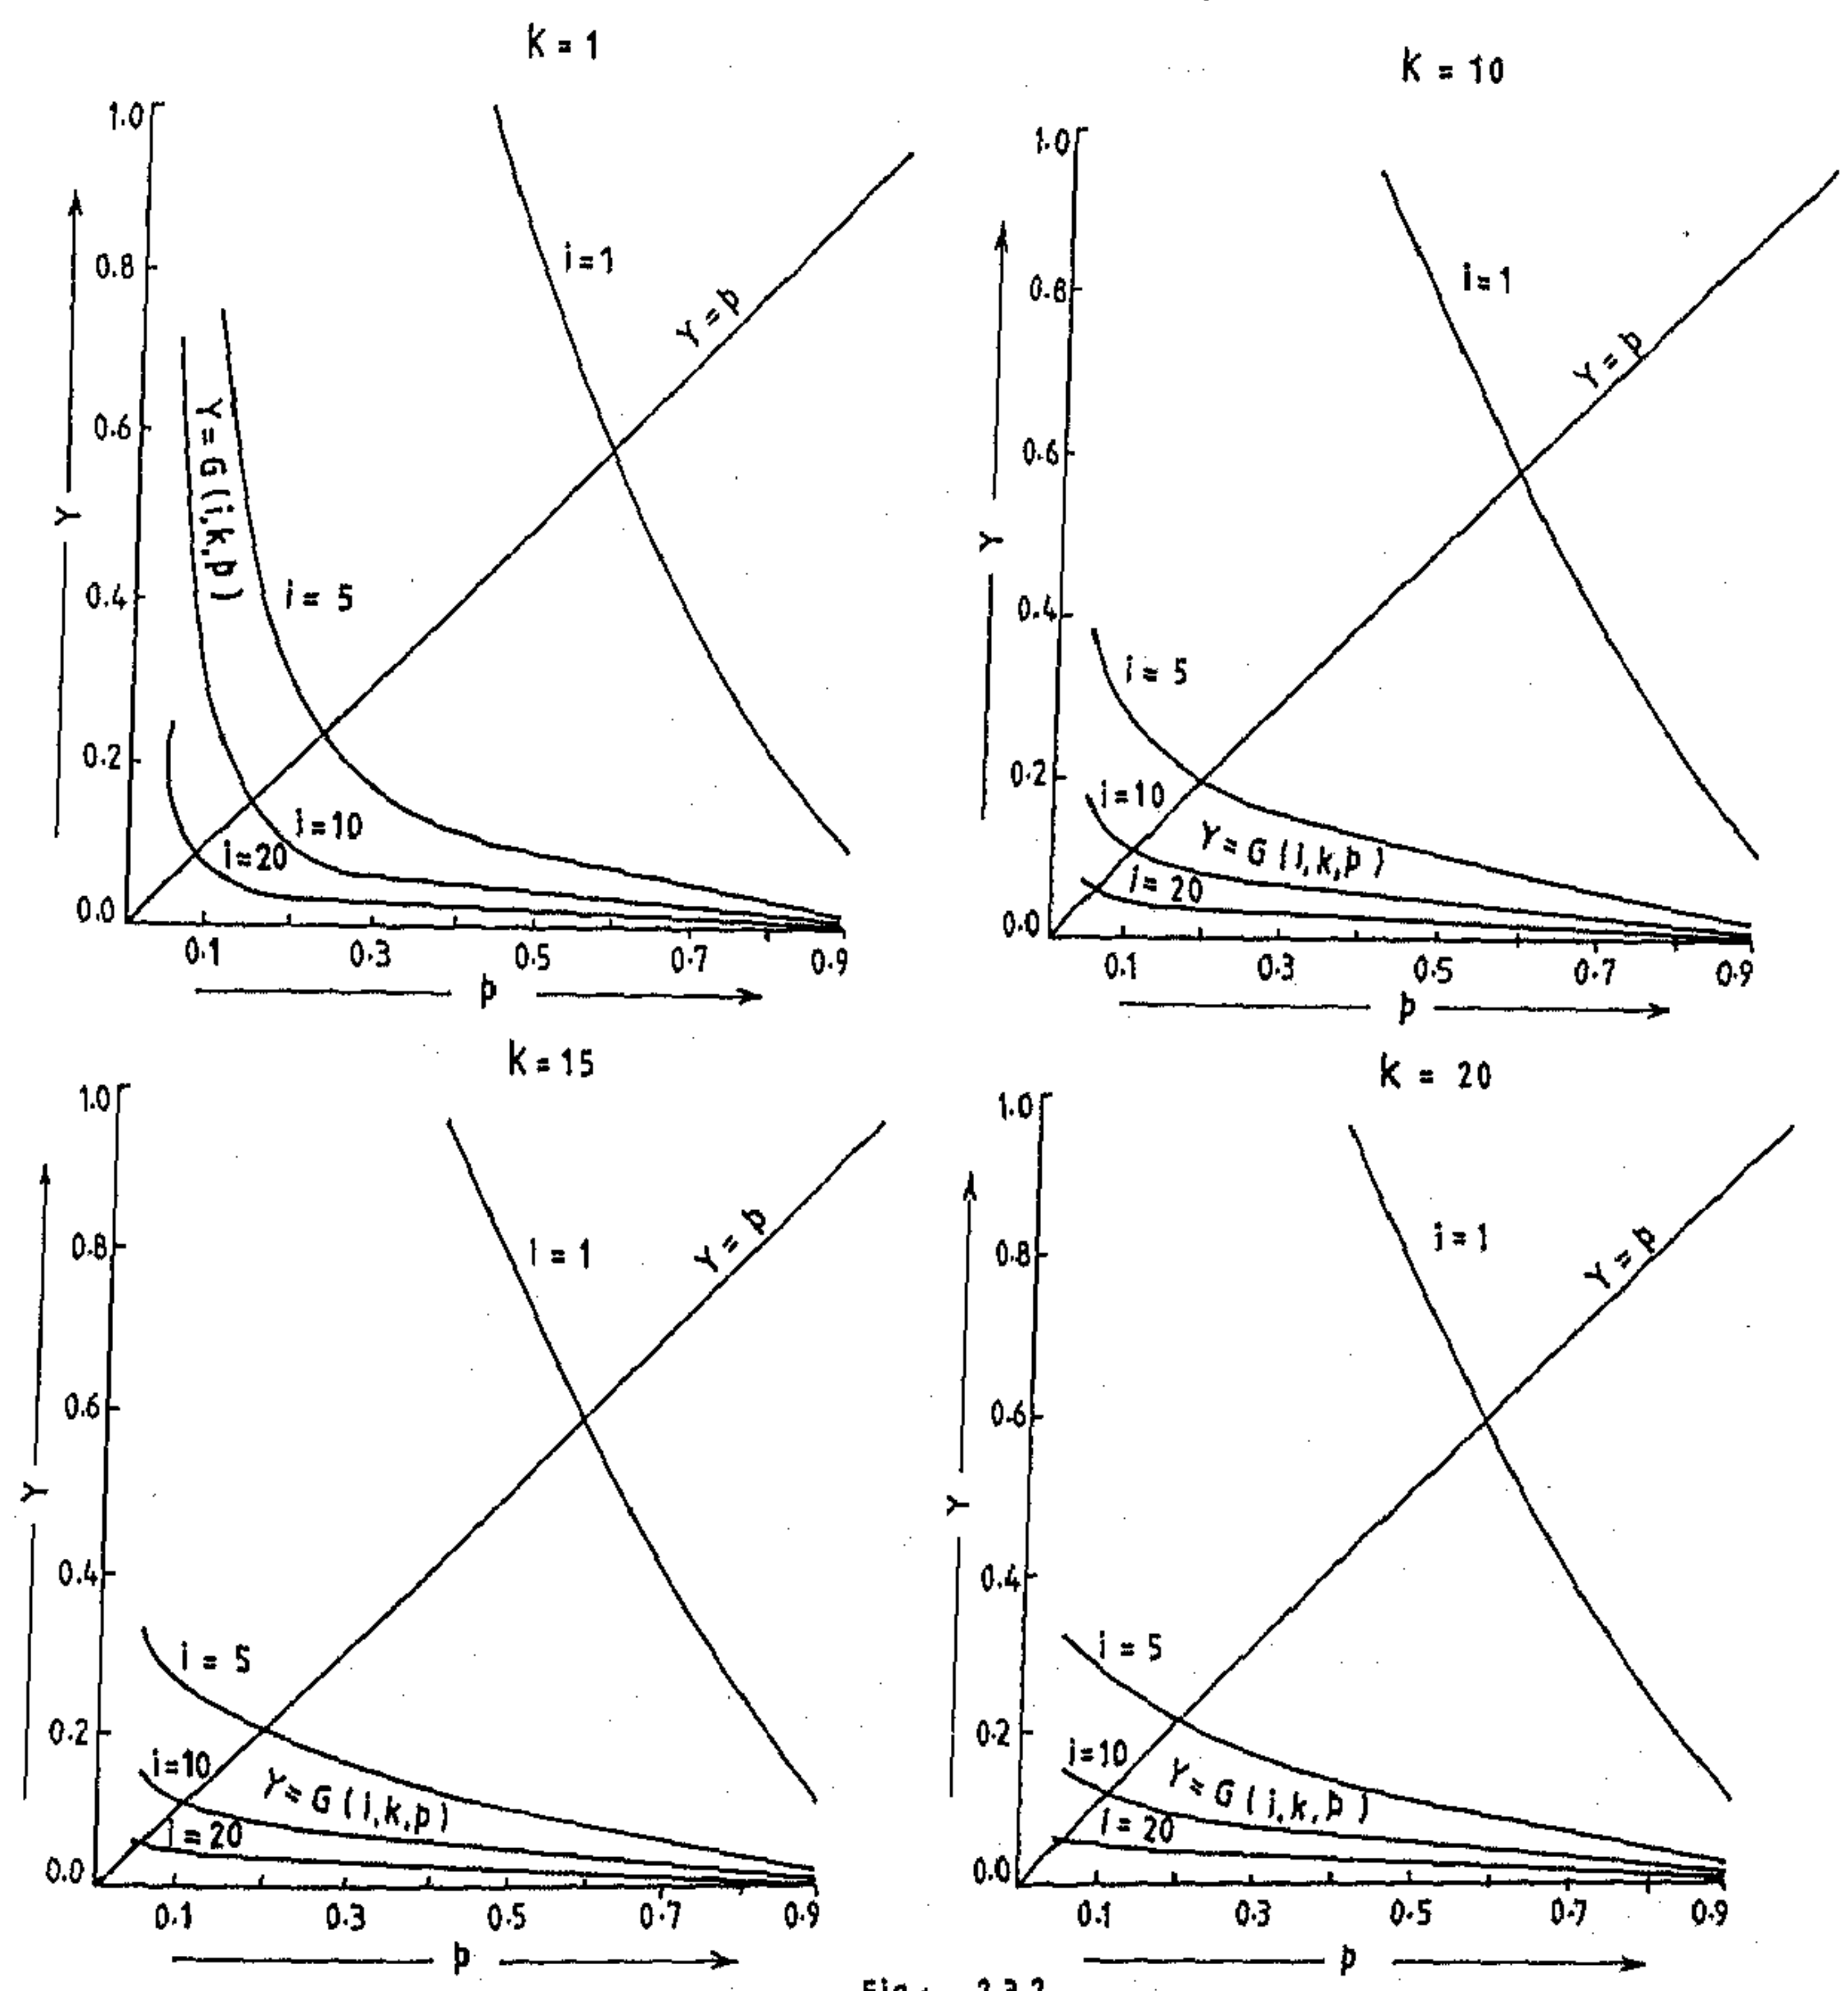 k = 1
1.0
0.8
0.6
0.4
0.2
0.0
Y
i = 1
Y = p
Y = G (i, k, p)
i = 5
i = 10
i = 20
0.1 0.3 0.5 0.7 0.9
p
k = 10
1.0
0.8
0.6
0.4
0.2
0.0
Y
i = 1
Y = p
i = 5
i = 10
Y = G (i, k, p)
i = 20
0.1 0.3 0.5 0.7 0.9
p
k = 15
1.0
0.8
0.6
0.4
0.2
0.0
Y
i = 1
Y = p
i = 5
i = 10
Y = G (i, k, p)
i = 20
0.1 0.3 0.5 0.7 0.9
p
k = 20
1.0
0.8
0.6
0.4
0.2
0.0
Y
i = 1
Y = p
i = 5
i = 10
Y = G (i, k, p)
i = 20
0.1 0.3 0.5 0.7 0.9
p